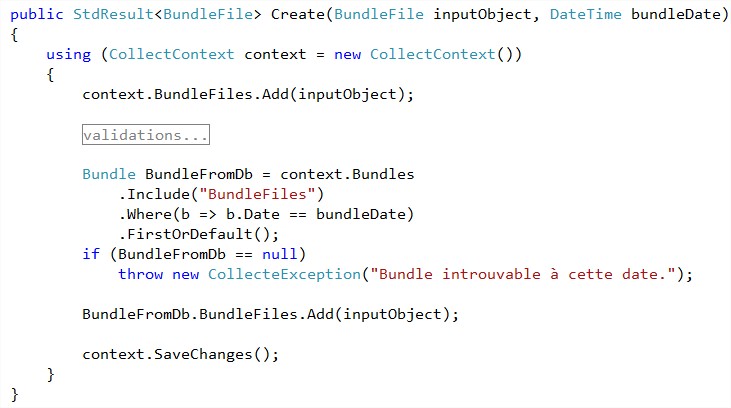 public StdResult<BundleFile> Create(BundleFile inputObject, DateTime bundleDate)
{
    using (CollectContext context = new CollectContext())
    {
        context.BundleFiles.Add(inputObject);

        validations...

        Bundle BundleFromDb = context.Bundles
            .Include("BundleFiles")
            .Where(b => b.Date == bundleDate)
            .FirstOrDefault();
        if (BundleFromDb == null)
            throw new CollecteException("Bundle introuvable à cette date.");

        BundleFromDb.BundleFiles.Add(inputObject);

        context.SaveChanges();
    }
}